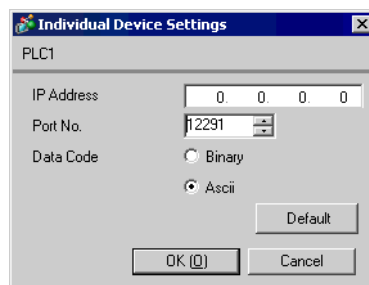 Individual Device Settings
PLC1
IP Address 0. 0. 0. 0
Port No. 12291
Data Code Binary
Ascii
Default
OK (O) Cancel